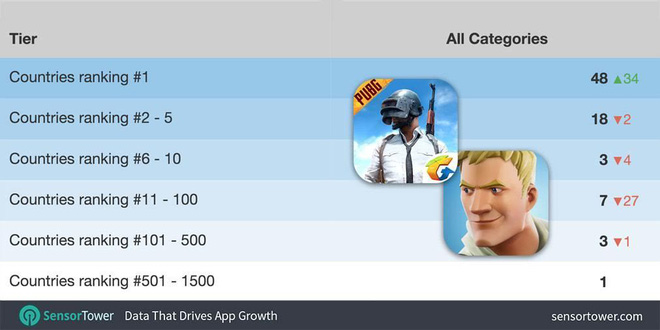 Tier All Categories
Countries ranking #1 48 ▲34
Countries ranking #2 - 5 18 ▼2
Countries ranking #6 - 10 3 ▼4
Countries ranking #11 - 100 7 ▼27
Countries ranking #101 - 500 3 ▼1
Countries ranking #501 - 1500 1
PUBG
SensorTower Data That Drives App Growth sensortower.com